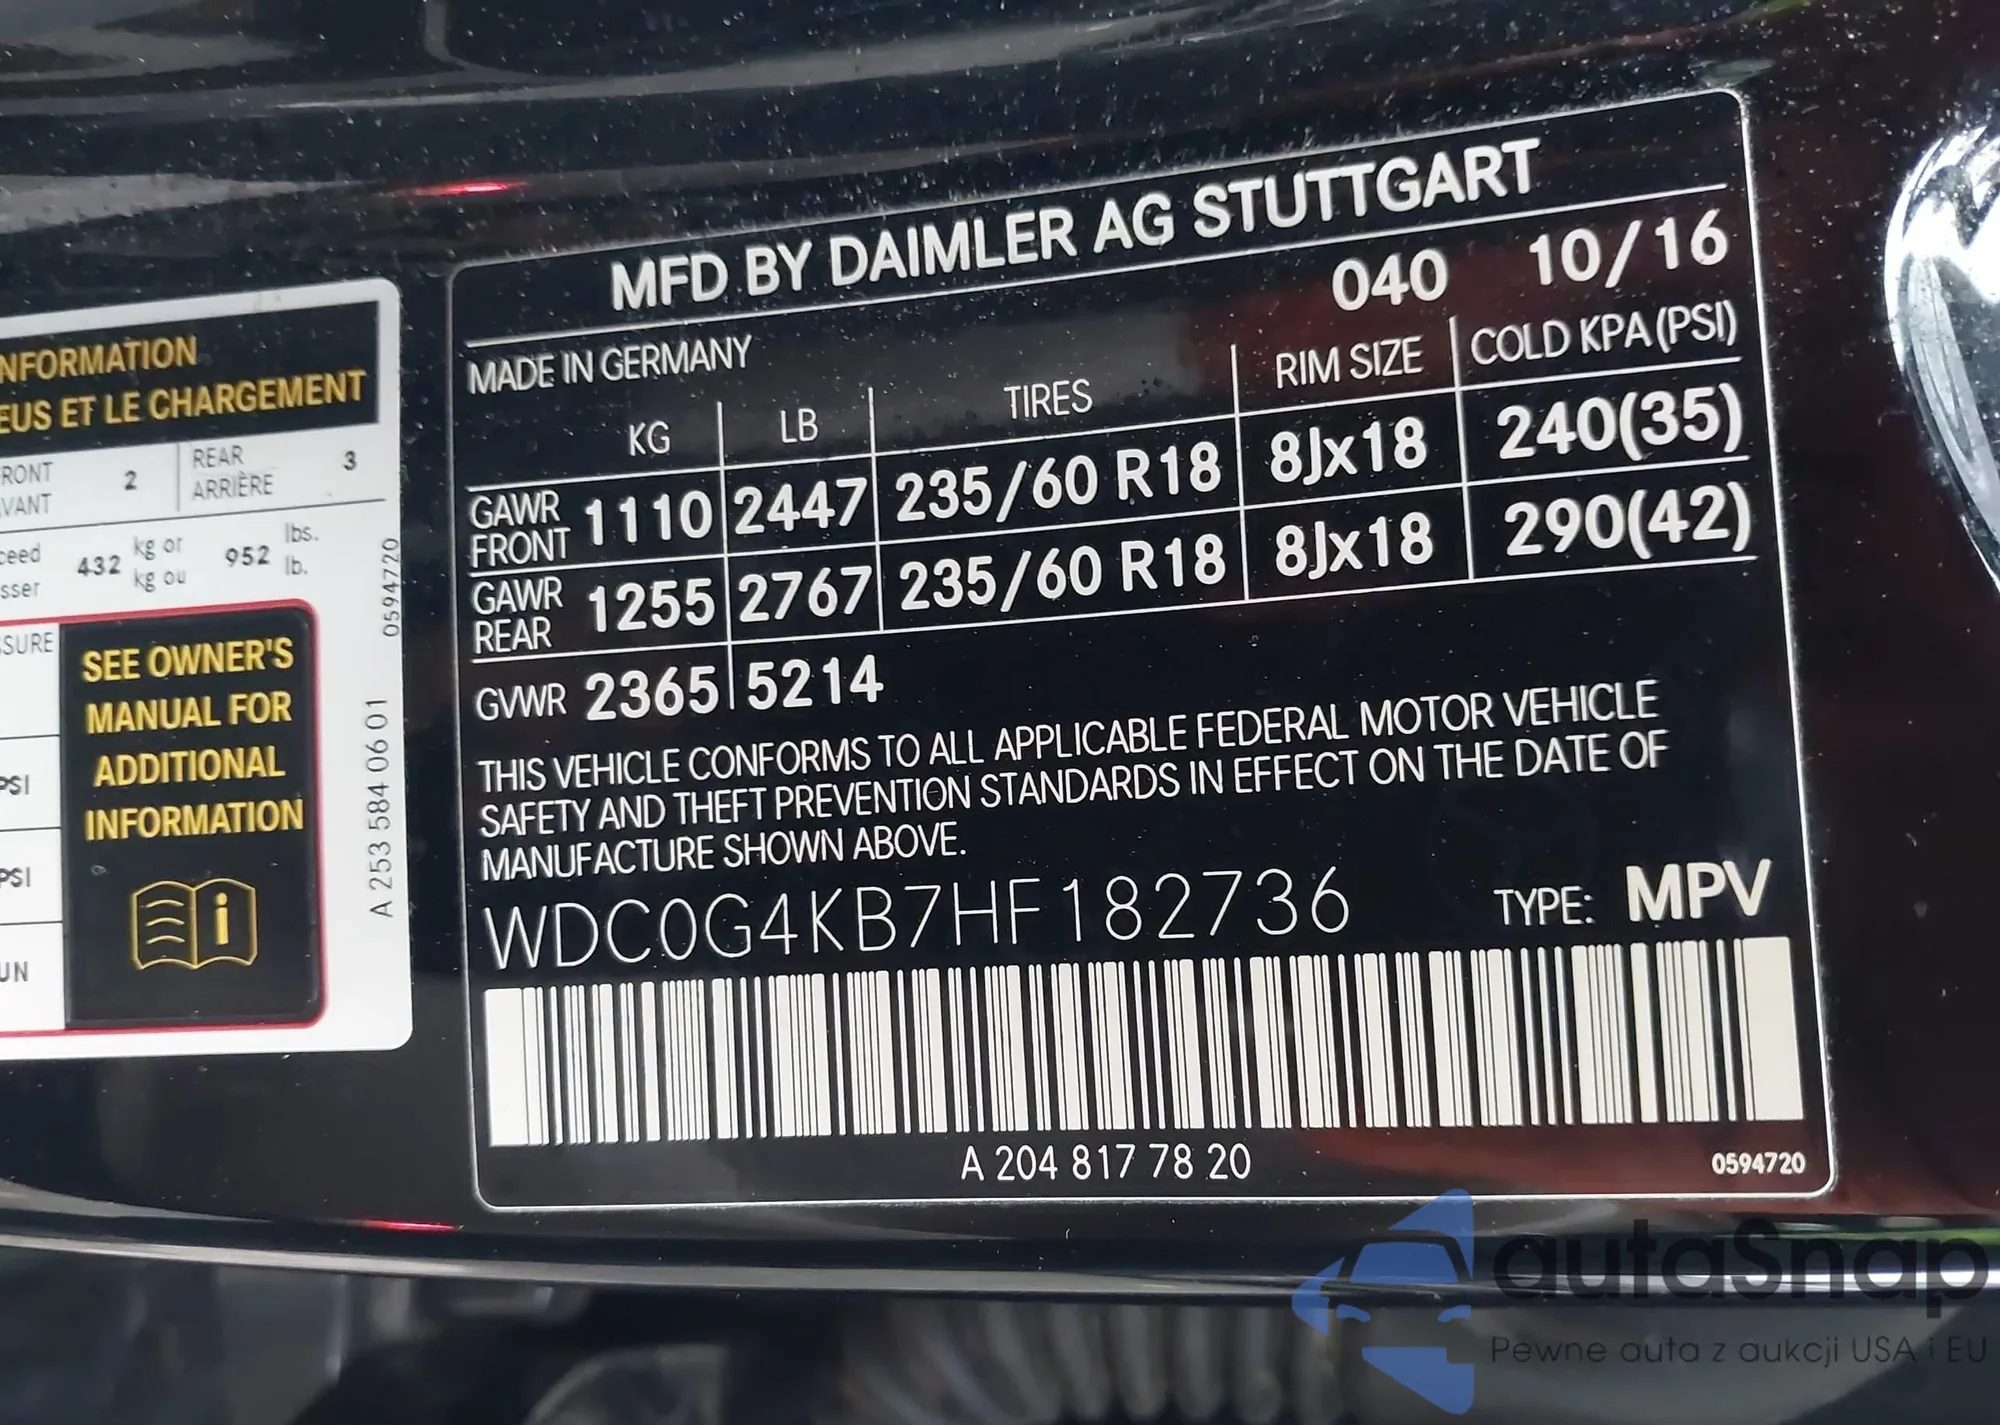 NFORMATION
EUS ET LE CHARGEMENT
RONT
VANT
2
REAR
ARRIÈRE
3
ceed
sser
432
kg or
kg ou
952
lbs.
lb.
SSURE
PSI
PSI
UN
SEE OWNER'S
MANUAL FOR
ADDITIONAL
INFORMATION
i
0594720
A 253 584 06 01
MFD BY DAIMLER AG STUTTGART
040 10/16
MADE IN GERMANY
KG LB TIRES RIM SIZE COLD KPA(PSI)
GAWR
FRONT
1110 2447 235/60 R18 8Jx18 240(35)
GAWR
REAR
1255 2767 235/60 R18 8Jx18 290(42)
GVWR 2365 5214
THIS VEHICLE CONFORMS TO ALL APPLICABLE FEDERAL MOTOR VEHICLE
SAFETY AND THEFT PREVENTION STANDARDS IN EFFECT ON THE DATE OF
MANUFACTURE SHOWN ABOVE.
WDC0G4KB7HF182736 TYPE: MPV
A 204 817 78 20
0594720
autaSnap
Pewne auta z aukcji USA i EU